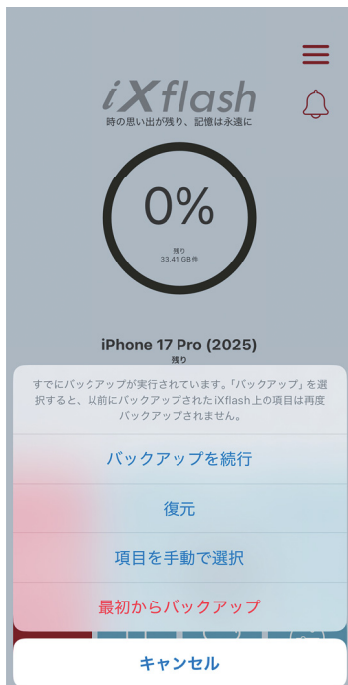 iXflash
時の思い出が残り、記憶は永遠に
0%
残り
33.41 GB 件
iPhone 17 Pro (2025)
残り
すでにバックアップが実行されています。「バックアップ」を選
択すると、以前にバックアップされたiXflash上の項目は再度
バックアップされません。
バックアップを続行
復元
項目を手動で選択
最初からバックアップ
キャンセル